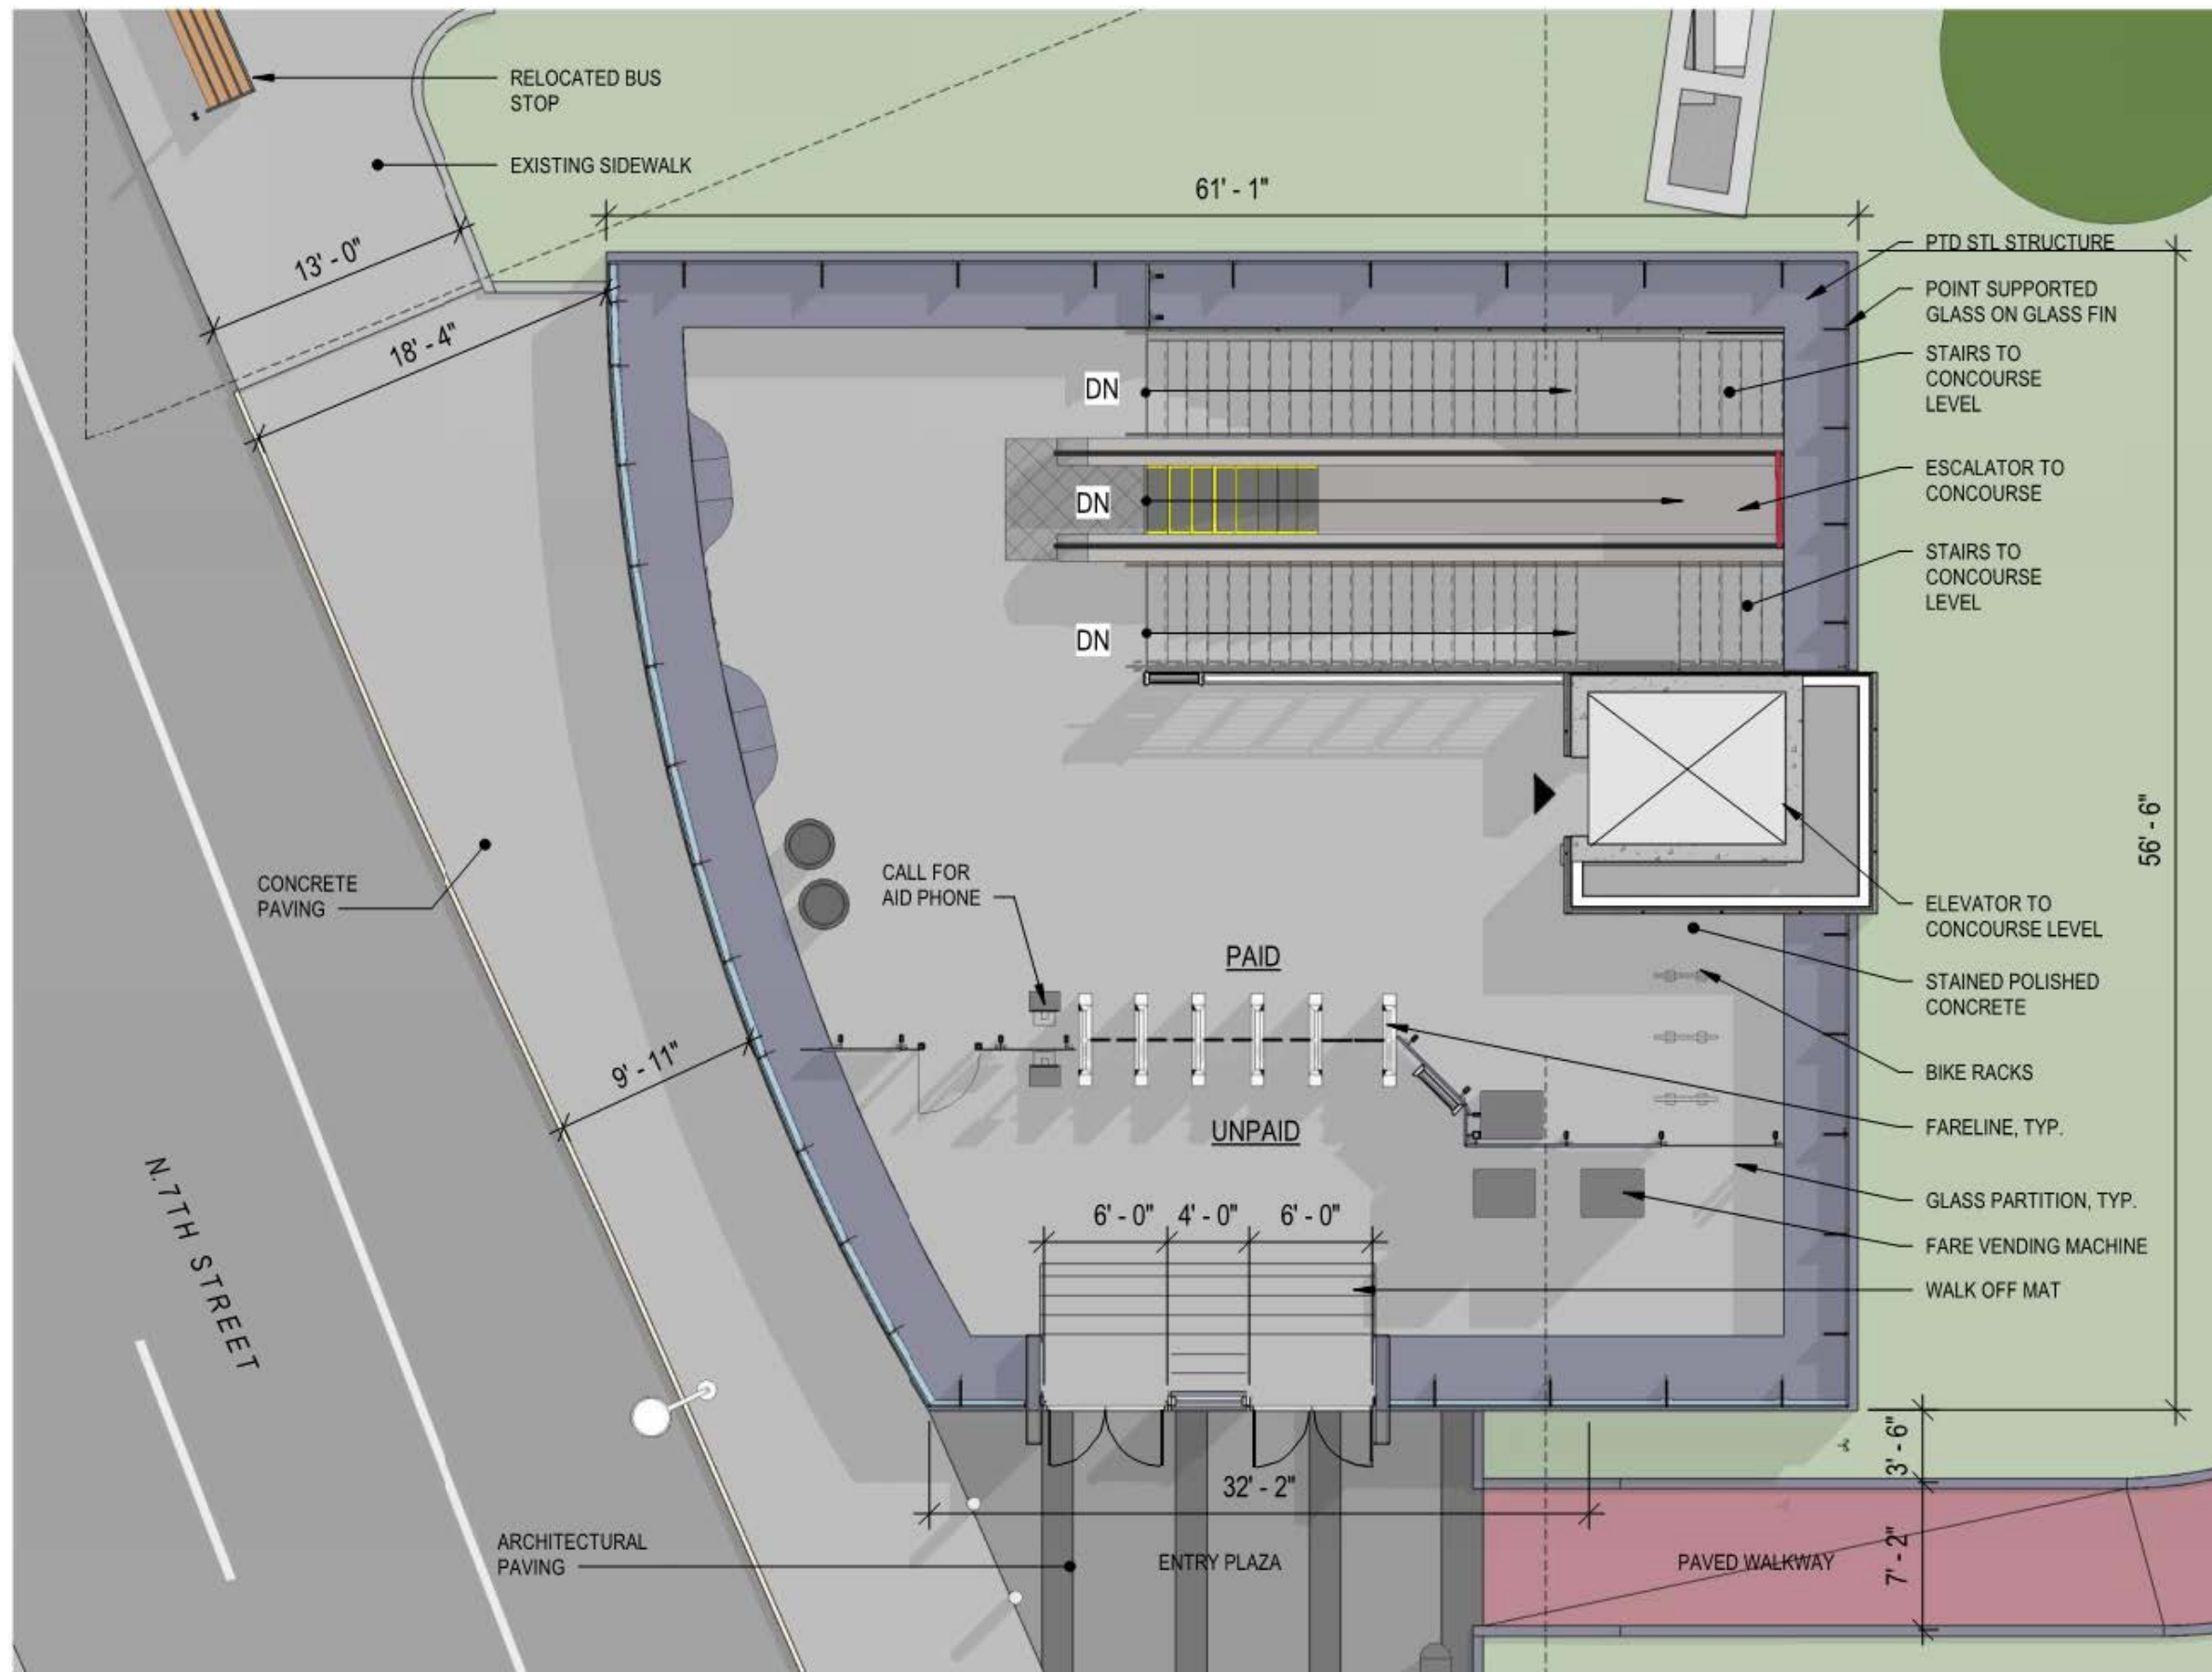 RELOCATED BUS
STOP
EXISTING SIDEWALK
61' - 1"
13' - 0"
18' - 4"
PTD STL STRUCTURE
POINT SUPPORTED
GLASS ON GLASS FIN
STAIRS TO
CONCOURSE
LEVEL
DN
ESCALATOR TO
CONCOURSE
DN
STAIRS TO
CONCOURSE
LEVEL
DN
56' - 6"
CONCRETE
PAVING
CALL FOR
AID PHONE
ELEVATOR TO
CONCOURSE LEVEL
PAID
STAINED POLISHED
CONCRETE
9' - 11"
BIKE RACKS
UNPAID
FARELINE, TYP.
N.7TH STREET
GLASS PARTITION, TYP.
6' - 0"
4' - 0"
6' - 0"
FARE VENDING MACHINE
WALK OFF MAT
3' - 6"
32' - 2"
ARCHITECTURAL
PAVING
ENTRY PLAZA
PAVED WALKWAY
7' - 2"